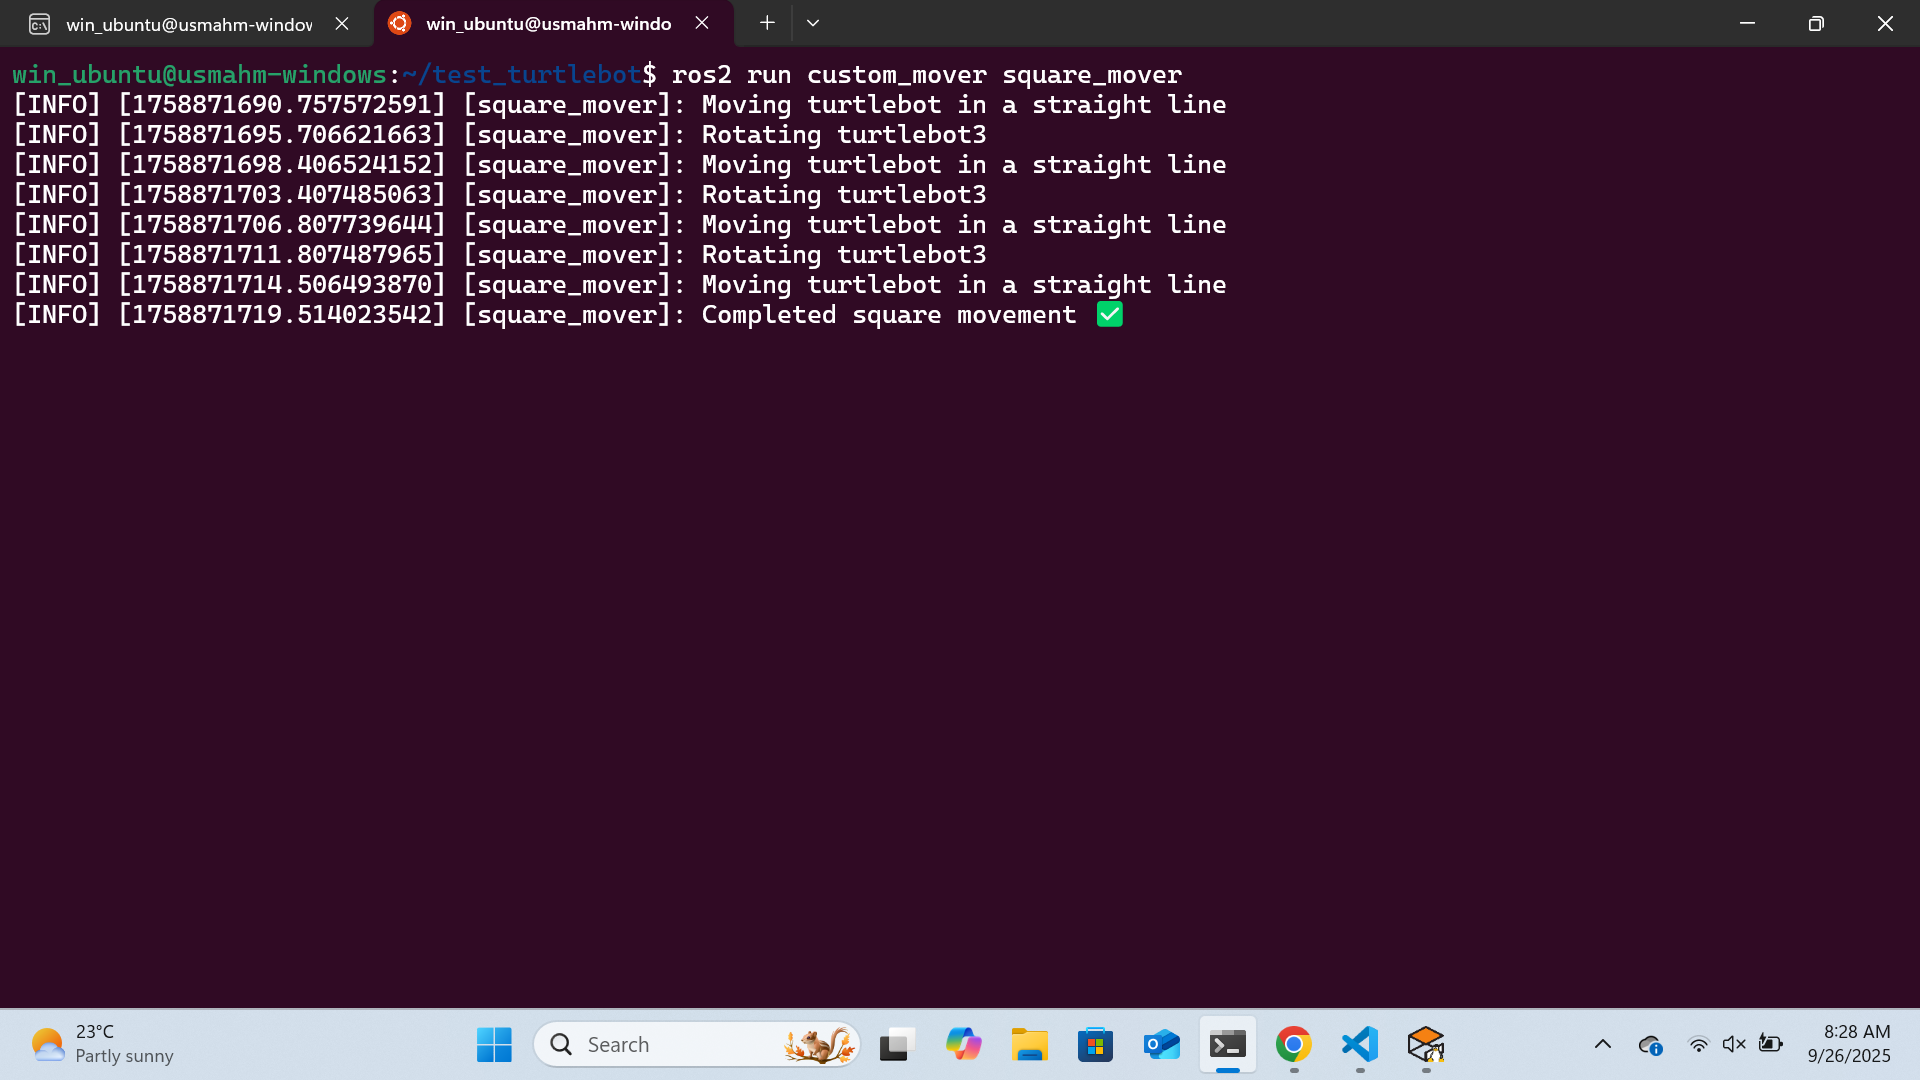 win_ubuntu@usmahm-window
win_ubuntu@usmahm-windo
win_ubuntu@usmahm-windows:~/test_turtlebot$ ros2 run custom_mover square_mover
[INFO] [1758871690.757572591] [square_mover]: Moving turtlebot in a straight line
[INFO] [1758871695.706621663] [square_mover]: Rotating turtlebot3
[INFO] [1758871698.406524152] [square_mover]: Moving turtlebot in a straight line
[INFO] [1758871703.407485063] [square_mover]: Rotating turtlebot3
[INFO] [1758871706.807739644] [square_mover]: Moving turtlebot in a straight line
[INFO] [1758871711.807487965] [square_mover]: Rotating turtlebot3
[INFO] [1758871714.506493870] [square_mover]: Moving turtlebot in a straight line
[INFO] [1758871719.514023542] [square_mover]: Completed square movement ✅
23°C
Partly sunny
Search
8:28 AM
9/26/2025